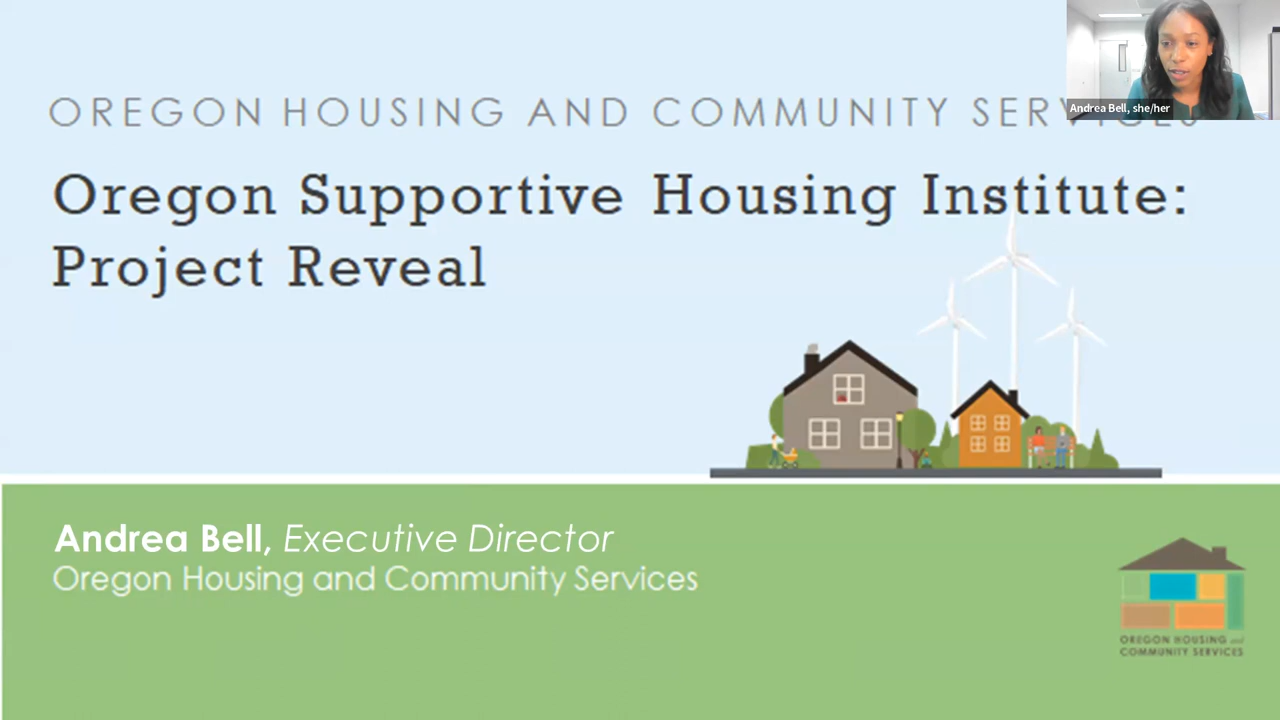 OREGON HOUSING AND COMMUNITY SERVICES
Andrea Bell, she/her
Oregon Supportive Housing Institute:
Project Reveal
Andrea Bell, Executive Director
Oregon Housing and Community Services
OREGON HOUSING and
COMMUNITY SERVICES